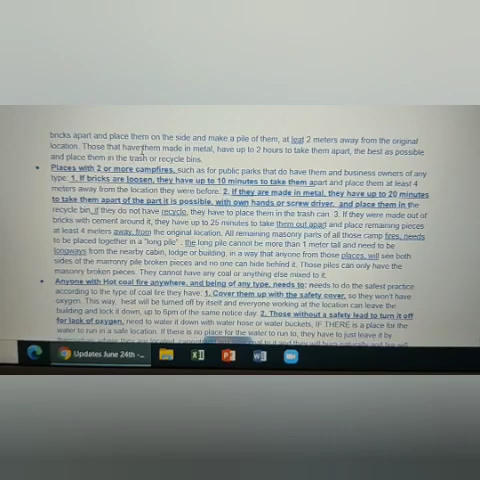 bricks apart and place them on the side and make a pile of them, at leat 2 meters away from the original
location. Those that have them made in metal, have up to 2 hours to take them apart, the best as possible
and place them in the trash or recycle bins.
Places with 2 or more campfires, such as for public parks that do have them and business owners of any
type: 1. If bricks are loosen, they have up to 10 minutes to take them apart and place them at least 4
meters away from the location they were before. 2. If they are made in metal, they have up to 20 minutes
to take them apart of the part it is possible, with own hands or screw driver, and place them in the
recycle bin, if they do not have recycle, they have to place them in the trash can. 3. If they were made out of
bricks with cement around it, they have up to 25 minutes to take them out apart and place remaining pieces
at least 4 meters away, from the original location. All remaining masonry parts of all those camp fires, needs
to be placed together in a "long pile" . the long pile cannot be more than 1 meter tall and need to be
longways from the nearby cabin, lodge or building, in a way that anyone from those places, will see both
sides of the marronry pile broken pieces and no one can hide behind it. Those piles can only have the
masonry broken pieces. They cannot have any coal or anything else mixed to it.
Anyone with Hot coal fire anywhere, and being of any type, needs to: needs to do the safest practice
according to the type of coal fire they have: 1. Cover them up with the safety cover, so they won't have
oxygen. This way, heat will be turned off by itself and everyone working at the location can leave the
building and lock it down, up to 6pm of the same notice day. 2. Those without a safety lead to turn it off
for lack of oxygen, need to water it down with water hose or water buckets, IF THERE is a place for the
water to run to in a safe location. If there is no place for the water to run to, they have to just leave it by
Updates June 24th -...